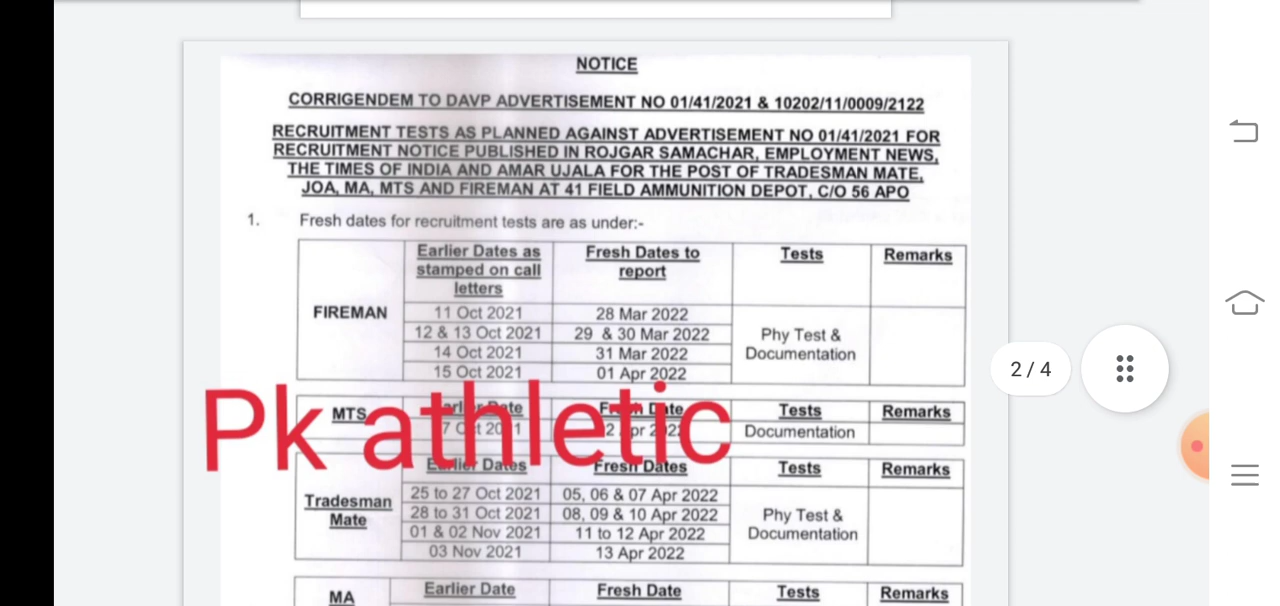 NOTICE
CORRIGENDEM TO DAVP ADVERTISEMENT NO 01/41/2021 & 10202/11/0009/2122
RECRUITMENT TESTS AS PLANNED AGAINST ADVERTISEMENT NO 01/41/2021 FOR
RECRUITMENT NOTICE PUBLISHED IN ROJGAR SAMACHAR, EMPLOYMENT NEWS,
THE TIMES OF INDIA AND AMAR UJALA FOR THE POST OF TRADESMAN MATE,
JOA, MA, MTS AND FIREMAN AT 41 FIELD AMMUNITION DEPOT, C/O 56 APO
1. Fresh dates for recruitment tests are as under:-
FIREMAN
Earlier Dates as
stamped on call
letters
Fresh Dates to
report
Tests
Remarks
11 Oct 2021 28 Mar 2022
12 & 13 Oct 2021 29 & 30 Mar 2022
14 Oct 2021 31 Mar 2022
15 Oct 2021 01 Apr 2022
Phy Test &
Documentation
Pk athletic
MTS
Tests Remarks
Documentation
Earlier Dates Fresh Dates Tests Remarks
Tradesman
Mate
25 to 27 Oct 2021 05, 06 & 07 Apr 2022
28 to 31 Oct 2021 08, 09 & 10 Apr 2022
01 & 02 Nov 2021 11 to 12 Apr 2022
03 Nov 2021 13 Apr 2022
Phy Test &
Documentation
MA Earlier Date Fresh Date Tests Remarks
2 / 4